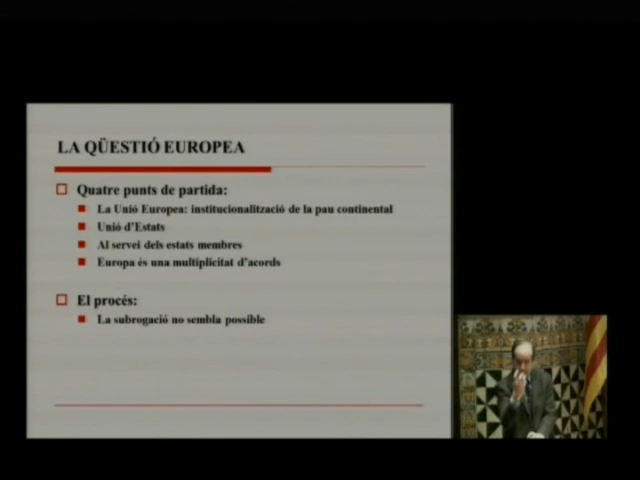 LA QÜESTIÓ EUROPEA
Quatre punts de partida:
La Unió Europea: institucionalització de la pau continental
Unió d'Estats
Al servei dels estats membres
Europa és una multiplicitat d'acords
El procés:
La subrogació no sembla possible